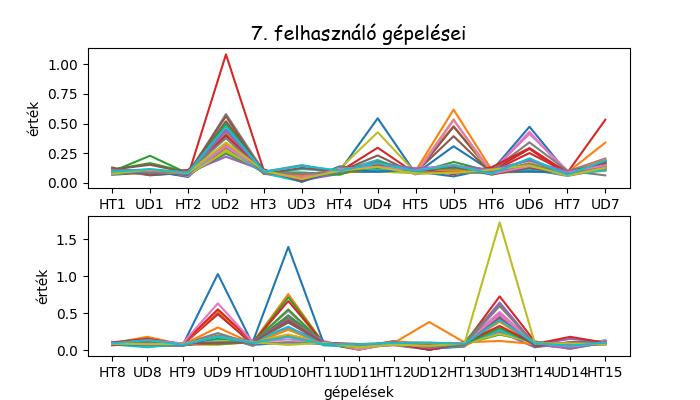 7. felhasználó gépelései
1.00
0.75
0.50
0.25
0.00
érték
HT1 UD1 HT2 UD2 HT3 UD3 HT4 UD4 HT5 UD5 HT6 UD6 HT7 UD7
1.5
1.0
0.5
0.0
érték
HT8 UD8 HT9 UD9 HT10 UD10 HT11 UD11 HT12 UD12 HT13 UD13 HT14 UD14 HT15
gépelések